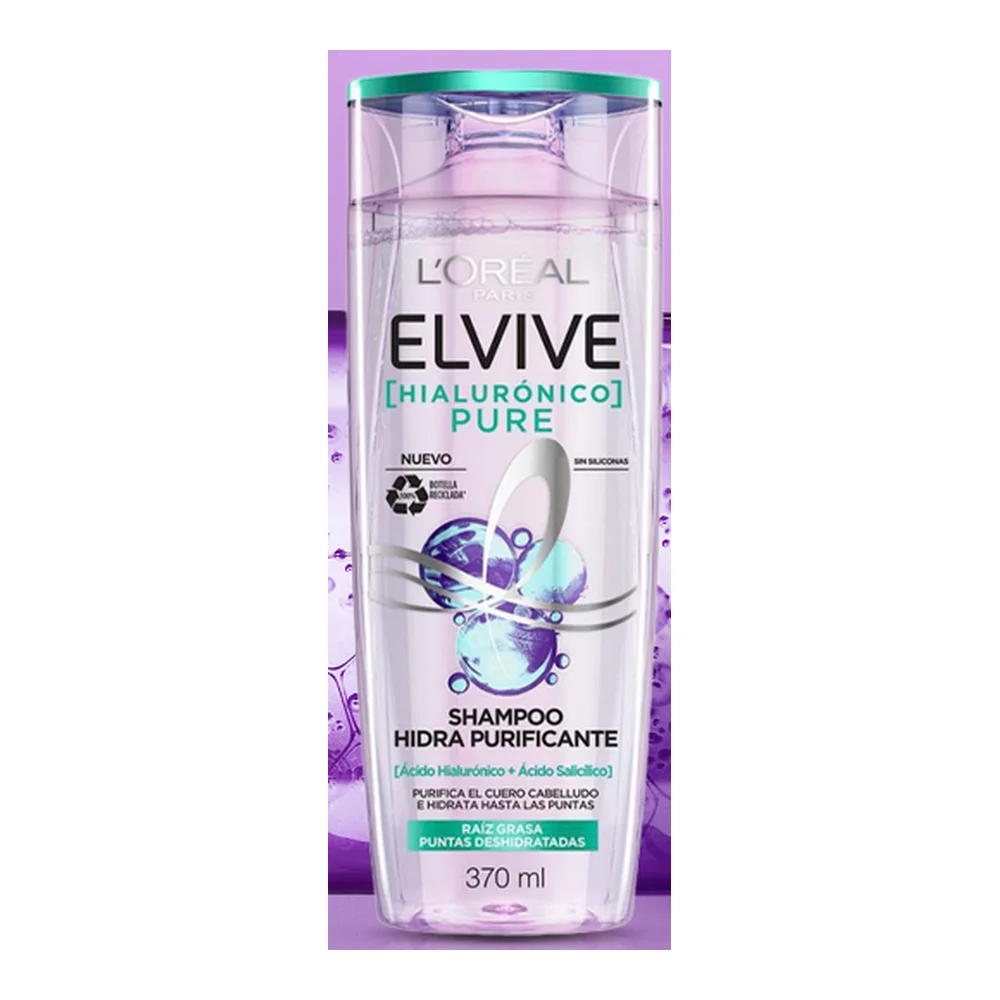 L'ORÉAL
PARIS
ELVIVE
[HIALURÓNICO]
PURE
NUEVO
SIN SILICONAS
100%
BOTELLA
RECICLADA*
SHAMPOO
HIDRA PURIFICANTE
[Ácido Hialurónico + Ácido Salicílico]
PURIFICA EL CUERO CABELLUDO
E HIDRATA HASTA LAS PUNTAS
RAÍZ GRASA
PUNTAS DESHIDRATADAS
370 ml